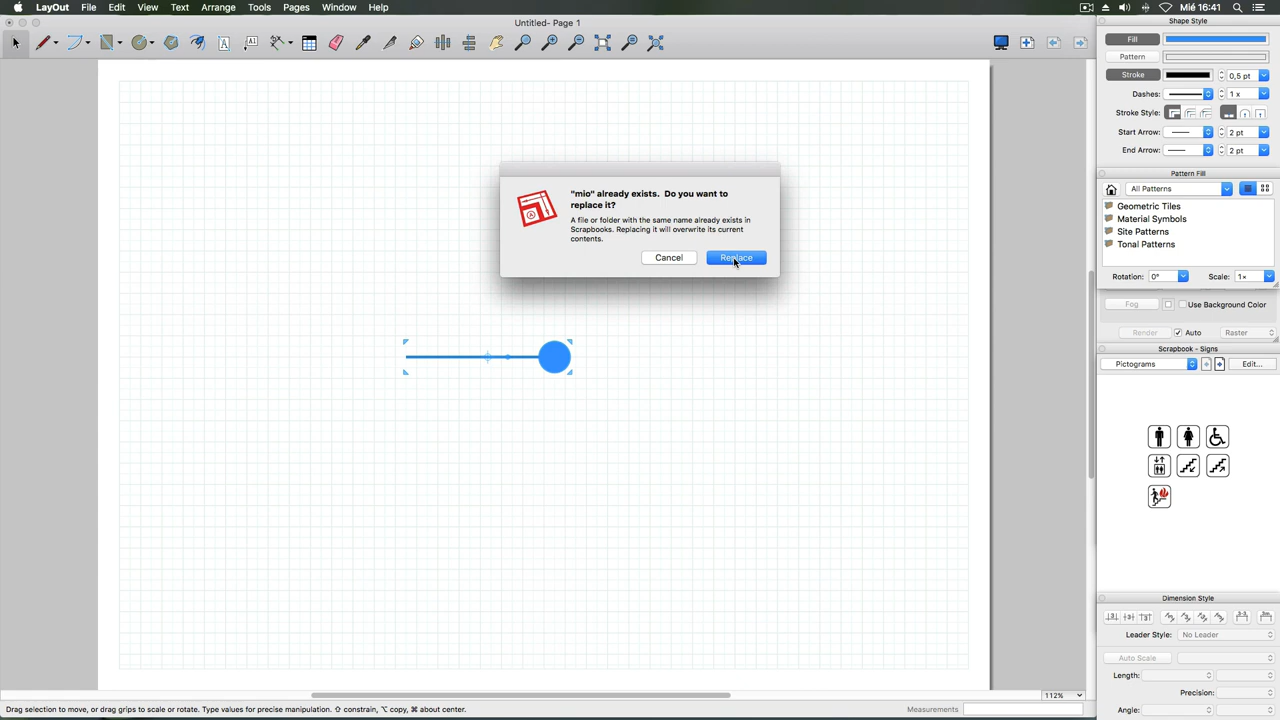 LayOut File Edit View Text Arrange Tools Pages Window Help
Mié 16:41
Untitled- Page 1
"mio" already exists. Do you want to
replace it?
A file or folder with the same name already exists in
Scrapbooks. Replacing it will overwrite its current
contents.
Cancel
Replace
Shape Style
Fill
Pattern
Stroke
0,5 pt
Dashes:
1 x
Stroke Style:
Start Arrow:
2 pt
End Arrow:
2 pt
Pattern Fill
All Patterns
Geometric Tiles
Material Symbols
Site Patterns
Tonal Patterns
Rotation: 0°
Scale: 1x
Fog
Use Background Color
Render
Auto
Raster
Scrapbook - Signs
Pictograms
Edit...
Dimension Style
Leader Style: No Leader
Auto Scale
Length:
Precision:
Angle:
112%
Drag selection to move, or drag grips to scale or rotate. Type values for precise manipulation. ⇧ constrain, ⌥ copy, ⌘ about center.
Measurements